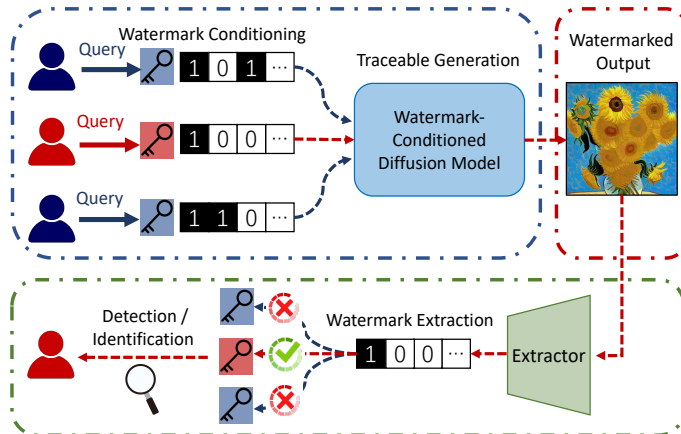 Watermark Conditioning
Query
1 0 1 ...
Query
1 0 0 ...
Query
1 1 0 ...
Traceable Generation
Watermark-
Conditioned
Diffusion Model
Watermarked
Output
Detection /
Identification
Watermark Extraction
1 0 0 ...
Extractor